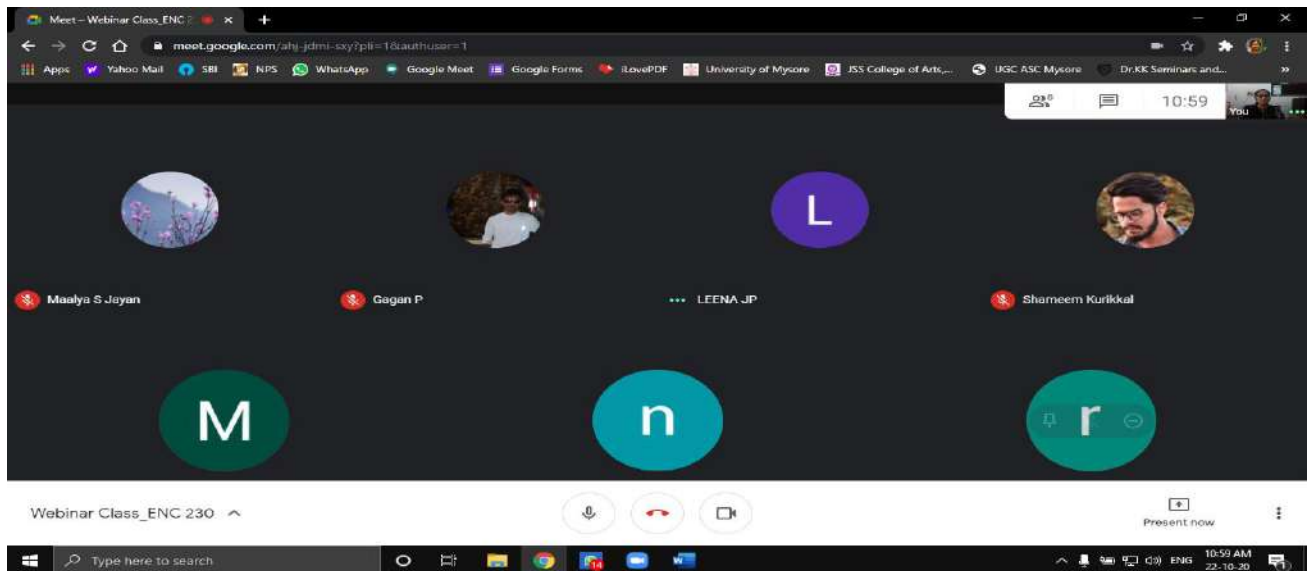 Meet – Webinar Class_ENC 2
meet.google.com/ahj-jdmi-sxy?pli=1&authuser=1
Apps Yahoo Mail SBI NPS WhatsApp Google Meet Google Forms iLovePDF University of Mysore JSS College of Arts,... UGC ASC Mysore Dr.KK Seminars and... »
10:59 You
L
Maalya S Jayan Gagan P LEENA JP Shameem Kurikkal
M n r
Webinar Class_ENC 230
Present now
Type here to search ENG 10:59 AM
22-10-20